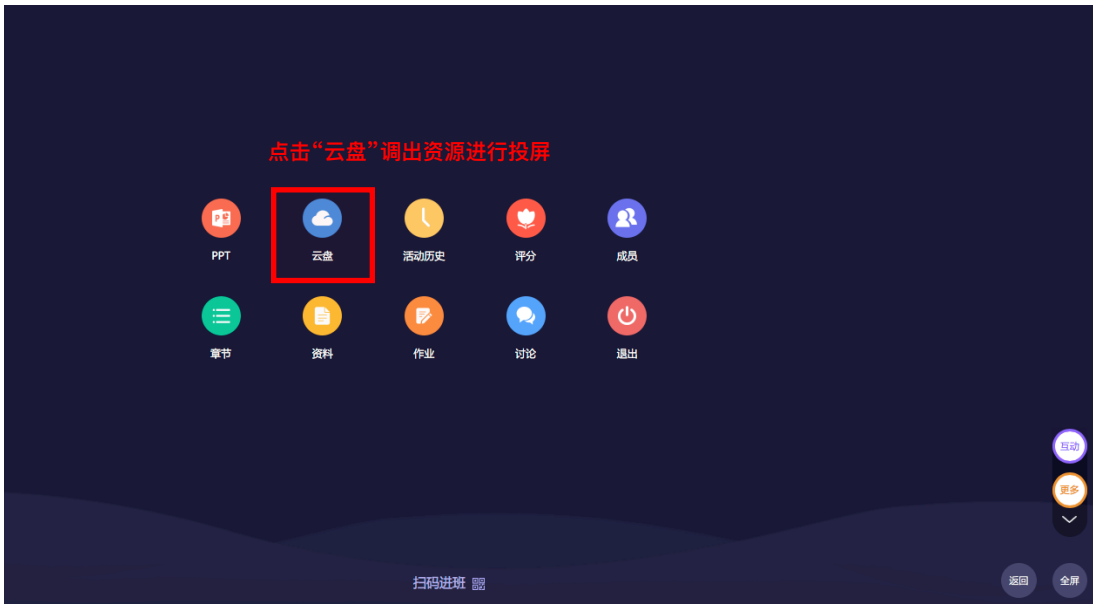 点击“云盘”调出资源进行投屏
PPT 云盘 活动历史 评分 成员
章节 资料 作业 讨论 退出
互动
更多
扫码进班
返回 全屏